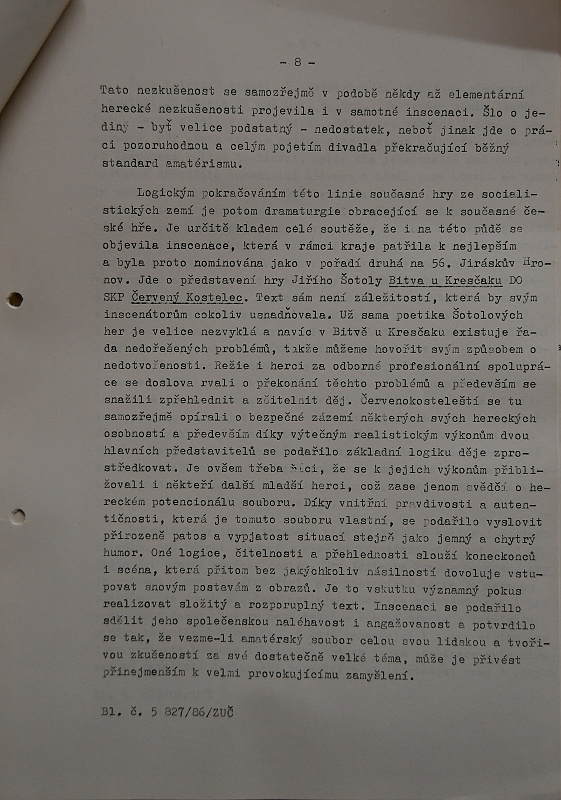 - 8 -
Tato nezkušenost se samozřejmě v podobě někdy až elementární
herecké nezkušenosti projevila i v samotné inscenaci. Šlo o je-
diný - byť velice podstatný - nedostatek, neboť jinak jde o prá-
ci pozoruhodnou a celým pojetím divadla překračující běžný
standard amatérismu.
Logickým pokračováním této linie současné hry ze sociali-
stických zemí je potom dramaturgie obracející se k současné če-
ské hře. Je určitě kladem celé soutěže, že i na této půdě se
objevila inscenace, která v rámci kraje patřila k nejlepším
a byla proto nominována jako v pořadí druhá na 56. Jiráskův Hro-
nov. Jde o představení hry Jiřího Šotoly Bitva u Kresčaku DO
SKP Červený Kostelec. Text sám není záležitostí, která by svým
inscenátorům cokoliv usnadňovala. Už sama poetika Šotolových
her je velice nezvyklá a navíc v Bitvě u Kresčaku existuje řa-
da nedořešených problémů, takže můžeme hovořit svým způsobem o
nedotvořenosti. Režie i herci za odborné profesionální spoluprá-
ce se doslova rvali o překonání těchto problémů a především se
snažili zpřehlednit a zčitelnit děj. Červenokostelečtí se tu
samozřejmě opírali o bezpečné zázemí některých svých hereckých
osobností a především díky výtečným realistickým výkonům dvou
hlavních představitelů se podařilo základní logiku děje zpro-
středkovat. Je ovšem třeba říci, že se k jejich výkonům přibli-
žovali i někteří další mladší herci, což zase jenom svědčí o he-
reckém potencionálu souboru. Díky vnitřní pravdivosti a auten-
tičnosti, která je tomuto souboru vlastní, se podařilo vyslovit
přirozeně patos a vypjatost situací stejně jako jemný a chytrý
humor. Oné logice, čitelnosti a přehlednosti slouží koneckonců
i scéna, která přitom bez jakýchkoliv násilností dovoluje vstu-
povat snovým postavám z obrazů. Je to vskutku významný pokus
realizovat složitý a rozporuplný text. Inscenaci se podařilo
sdělit jeho společenskou naléhavost i angažovanost a potvrdilo
se tak, že vezme-li amatérský soubor celou svou lidskou a tvoři-
vou zkušeností za své dostatečně velké téma, může je přivést
přinejmenším k velmi provokujícímu zamyšlení.
Bl. č. 5 827/86/ZUČ